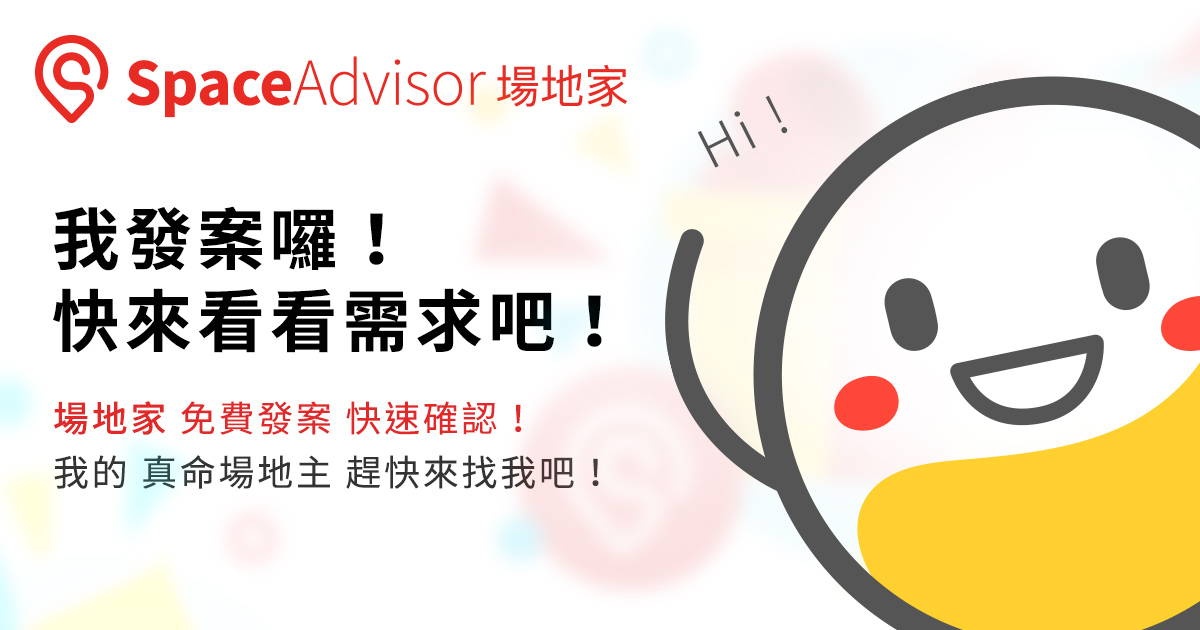 SpaceAdvisor 場地家
Hi！
我發案囉！
快來看看需求吧！
場地家 免費發案 快速確認！
我的 真命場地主 趕快來找我吧！